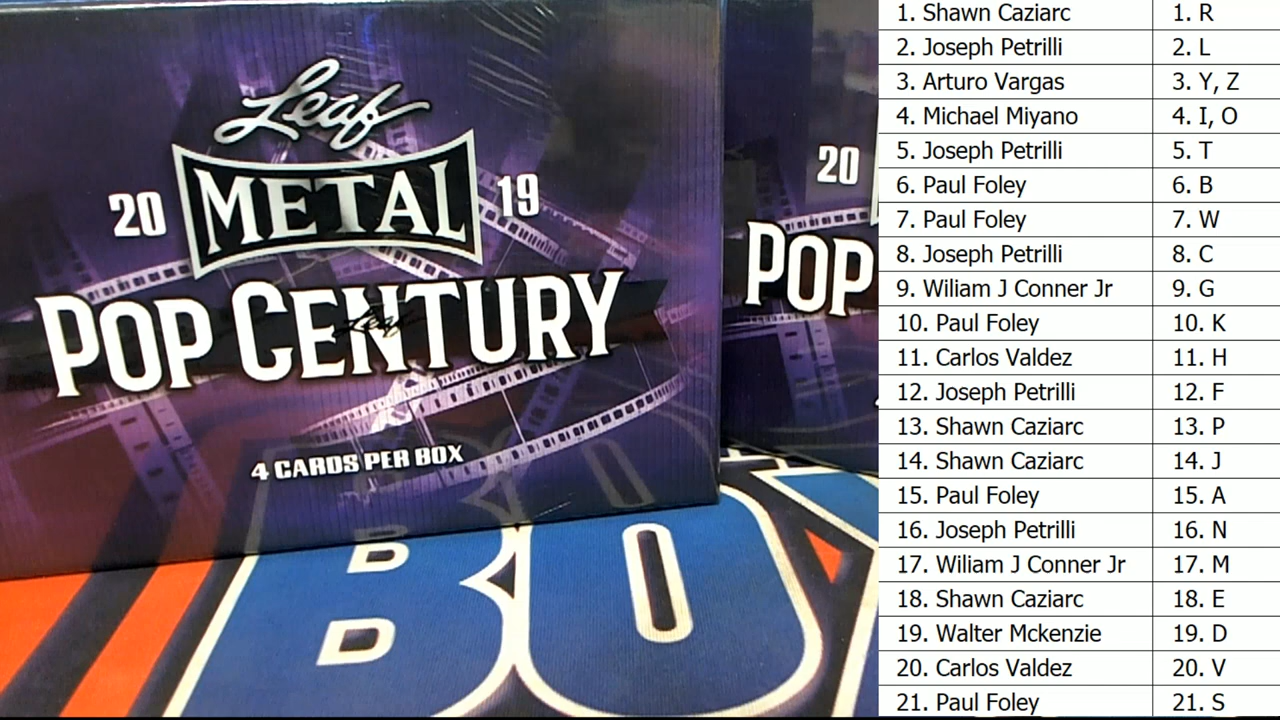 Leaf
20 METAL 19
POP CENTURY
Leaf
4 CARDS PER BOX
20
POP
BO
B
B
1. Shawn Caziarc 1. R
2. Joseph Petrilli 2. L
3. Arturo Vargas 3. Y, Z
4. Michael Miyano 4. I, O
5. Joseph Petrilli 5. T
6. Paul Foley 6. B
7. Paul Foley 7. W
8. Joseph Petrilli 8. C
9. Wiliam J Conner Jr 9. G
10. Paul Foley 10. K
11. Carlos Valdez 11. H
12. Joseph Petrilli 12. F
13. Shawn Caziarc 13. P
14. Shawn Caziarc 14. J
15. Paul Foley 15. A
16. Joseph Petrilli 16. N
17. Wiliam J Conner Jr 17. M
18. Shawn Caziarc 18. E
19. Walter Mckenzie 19. D
20. Carlos Valdez 20. V
21. Paul Foley 21. S